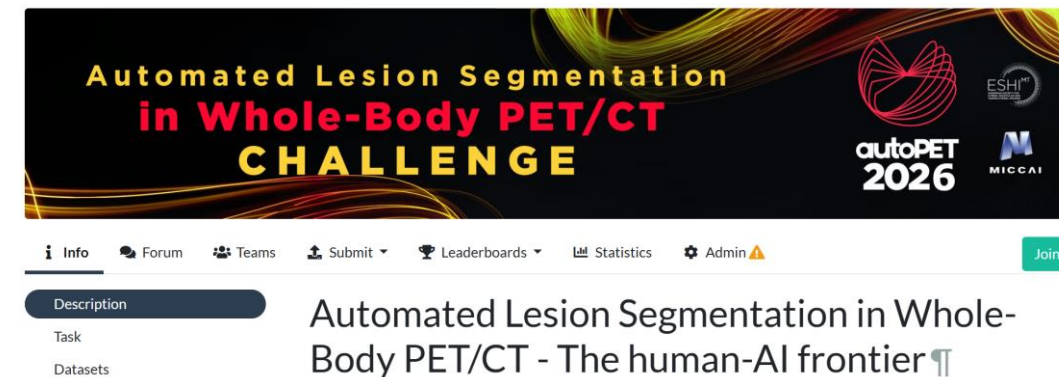 Automated Lesion Segmentation
in Whole-Body PET/CT
CHALLENGE
autoPET
2026
ESHI MT
MICCAI
Info Forum Teams Submit Leaderboards Statistics Admin Join
Description
Task
Datasets
Automated Lesion Segmentation in Whole-
Body PET/CT - The human-AI frontier¶